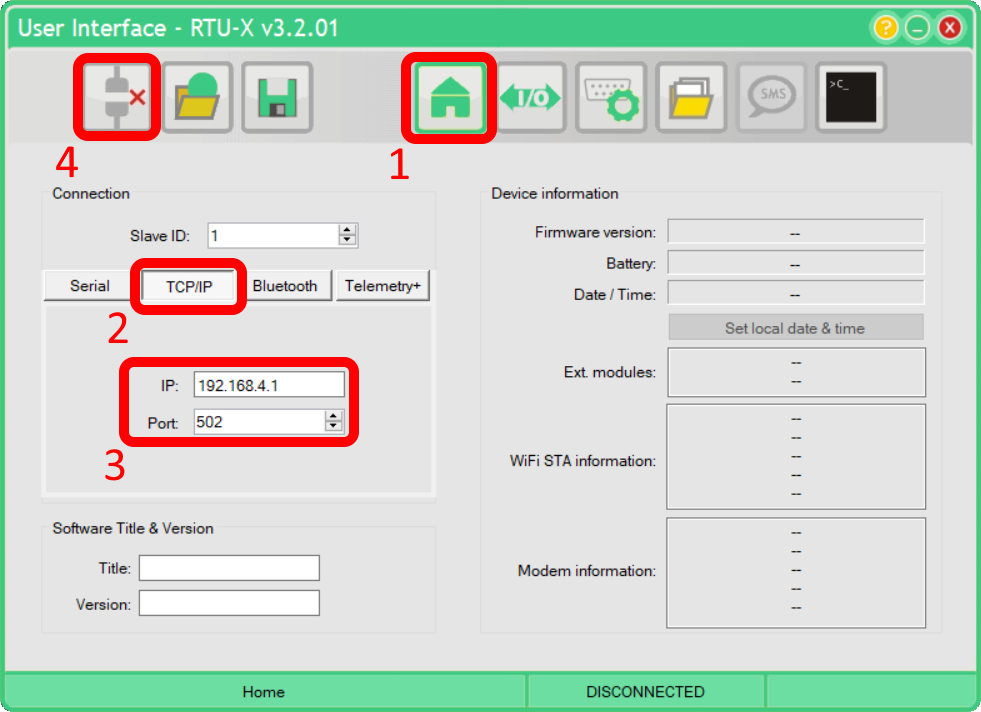 User Interface - RTU-X v3.2.01
?
I/O
SMS
>C_
4
1
Connection
Slave ID: 1
Serial TCP/IP Bluetooth Telemetry+
2
IP: 192.168.4.1
Port: 502
3
Software Title & Version
Title:
Version:
Device information
Firmware version: --
Battery: --
Date / Time: --
Set local date & time
Ext. modules: --
--
WiFi STA information: --
--
--
--
--
Modem information: --
--
--
--
--
Home DISCONNECTED